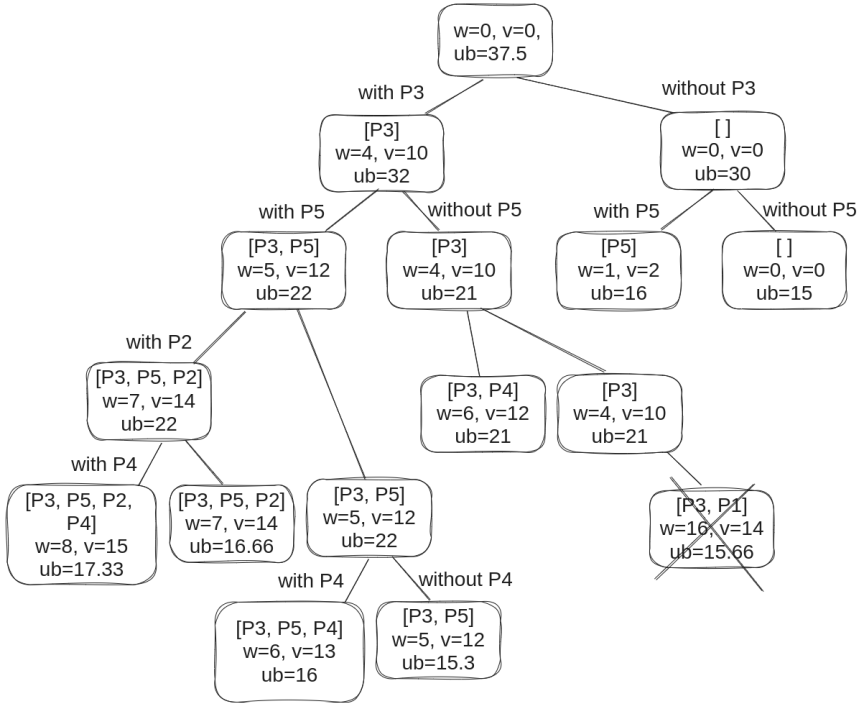 w=0, v=0,
ub=37.5
with P3
without P3
[P3]
w=4, v=10
ub=32
[ ]
w=0, v=0
ub=30
with P5
without P5
with P5
without P5
[P3, P5]
w=5, v=12
ub=22
[P3]
w=4, v=10
ub=21
[P5]
w=1, v=2
ub=16
[ ]
w=0, v=0
ub=15
with P2
[P3, P5, P2]
w=7, v=14
ub=22
[P3, P4]
w=6, v=12
ub=21
[P3]
w=4, v=10
ub=21
with P4
[P3, P5, P2,
P4]
w=8, v=15
ub=17.33
[P3, P5, P2]
w=7, v=14
ub=16.66
[P3, P5]
w=5, v=12
ub=22
[P3, P1]
w=16, v=14
ub=15.66
with P4
without P4
[P3, P5, P4]
w=6, v=13
ub=16
[P3, P5]
w=5, v=12
ub=15.3